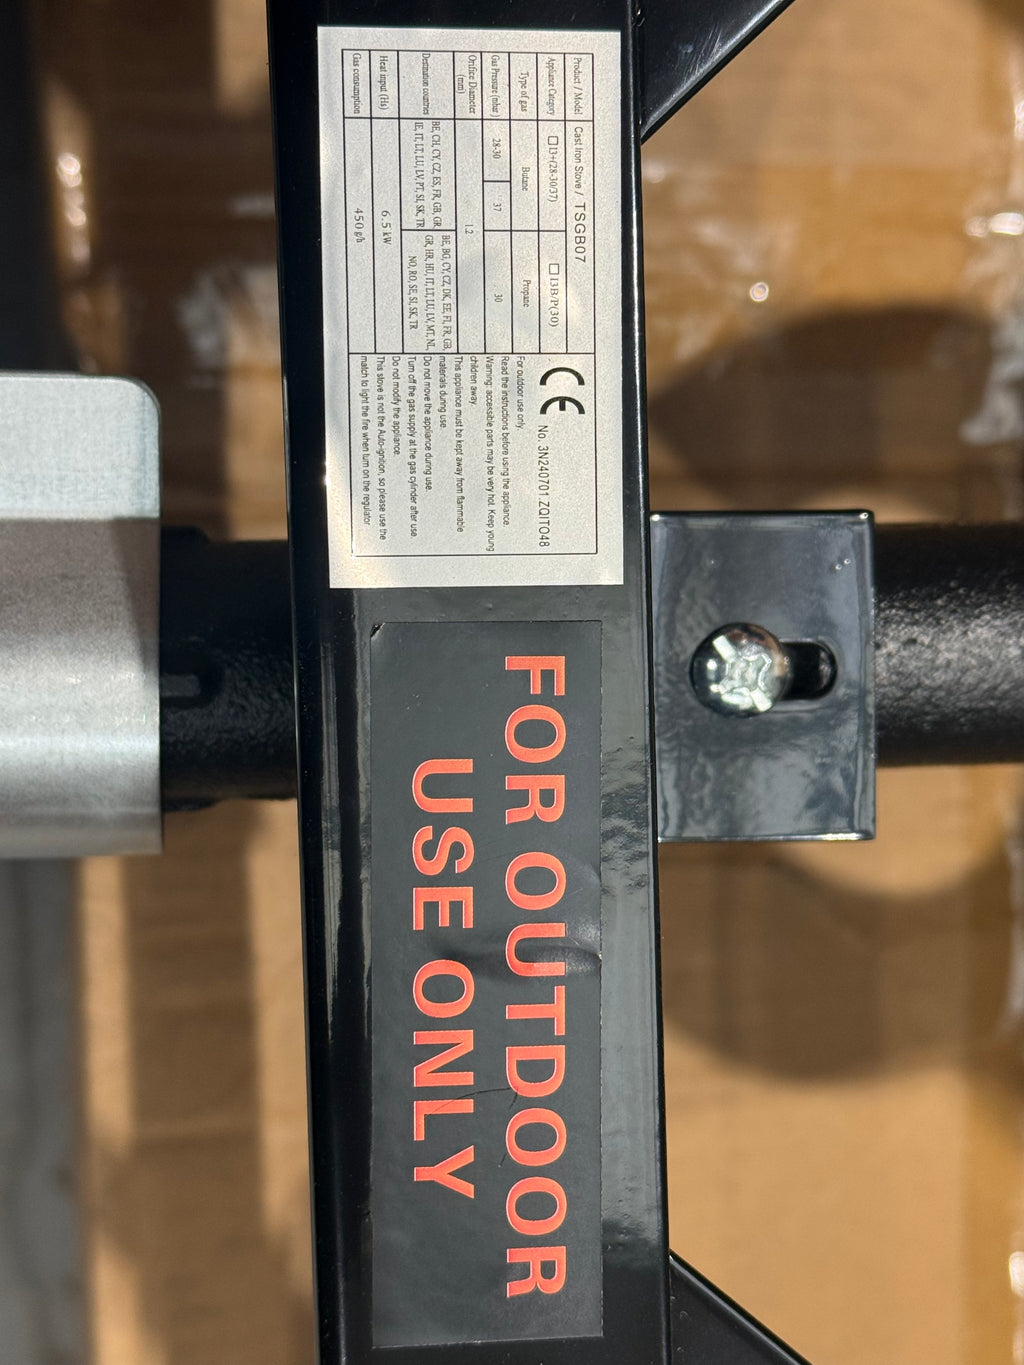 Product / Model Cast Iron Stove / TSGB07
Appliance Category ☐I3+(28-30/37) ☐I3B/P(30)
Type of gas Butane Propane
Gas Pressure (mbar) 28-30 37 30
Orifice Diameter
(mm) 1.2
Destination countries
BE, CH, CY, CZ, ES, FR, GB, GR,
IE, IT, LT, LU, LV, PT, SI, SK, TR
BE, BG, CY, CZ, DK, EE, FI, FR, GB,
GR, HR, HU, IT, LT, LU, LV, MT, NL,
NO, RO, SE, SI, SK, TR
Heat input (Hs) 6.5 kW
Gas consumption 450 g/h
CE No. 3N240701.ZQITO48
For outdoor use only.
Read the instructions before using the appliance.
Warning: accessible parts may be very hot. Keep young
children away.
This appliance must be kept away from flammable
materials during use.
Do not move the appliance during use.
Turn off the gas supply at the gas cylinder after use.
Do not modify the appliance.
This stove is not the Auto-ignition, so please use the
match to light the fire when turn on the regulator
FOR OUTDOOR
USE ONLY